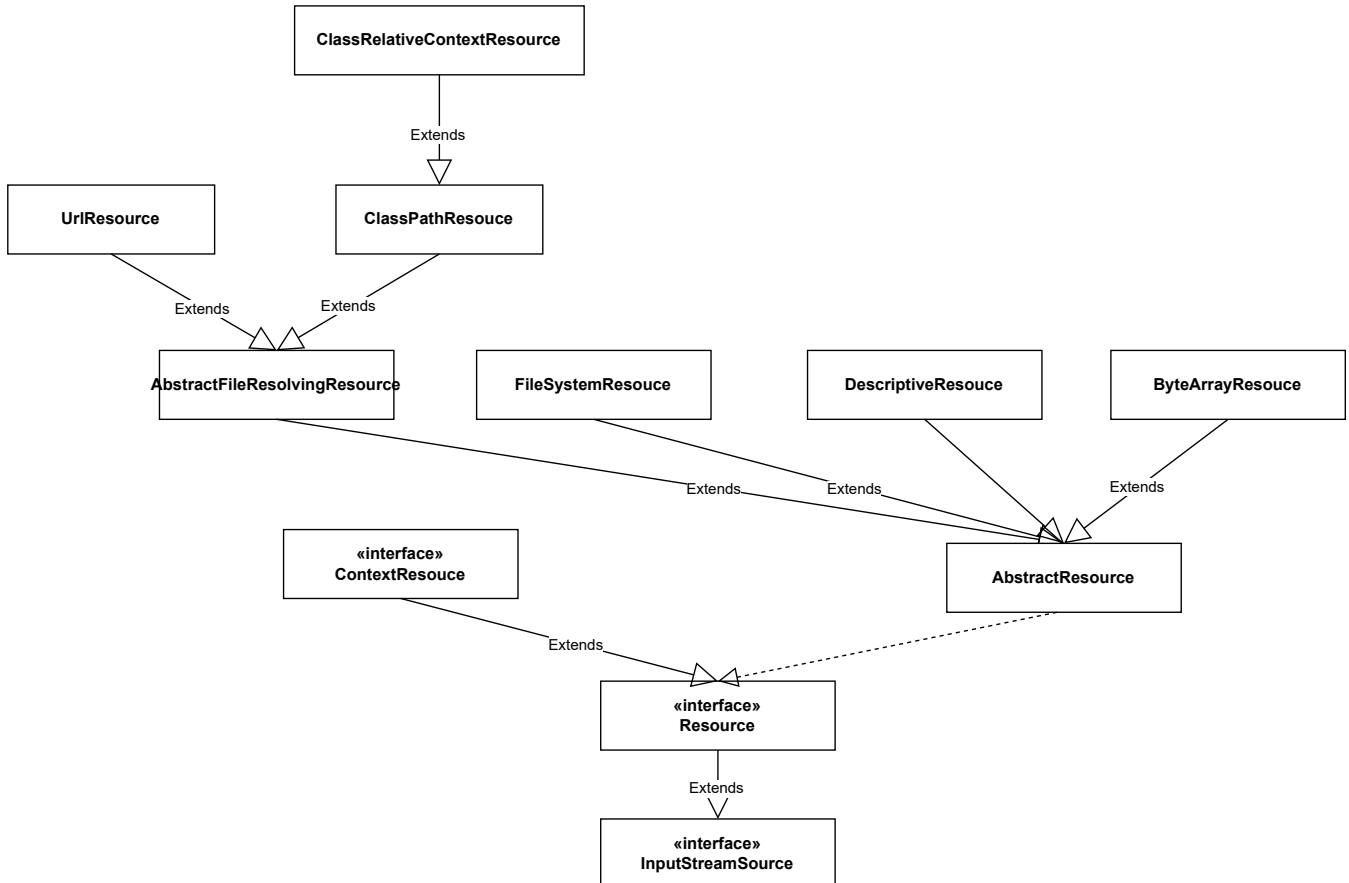 ClassRelativeContextResource
Extends
UrlResource
ClassPathResouce
Extends
Extends
AbstractFileResolvingResource
FileSystemResouce
DescriptiveResouce
ByteArrayResouce
Extends
Extends
Extends
«interface»
ContextResouce
AbstractResource
Extends
«interface»
Resource
Extends
«interface»
InputStreamSource